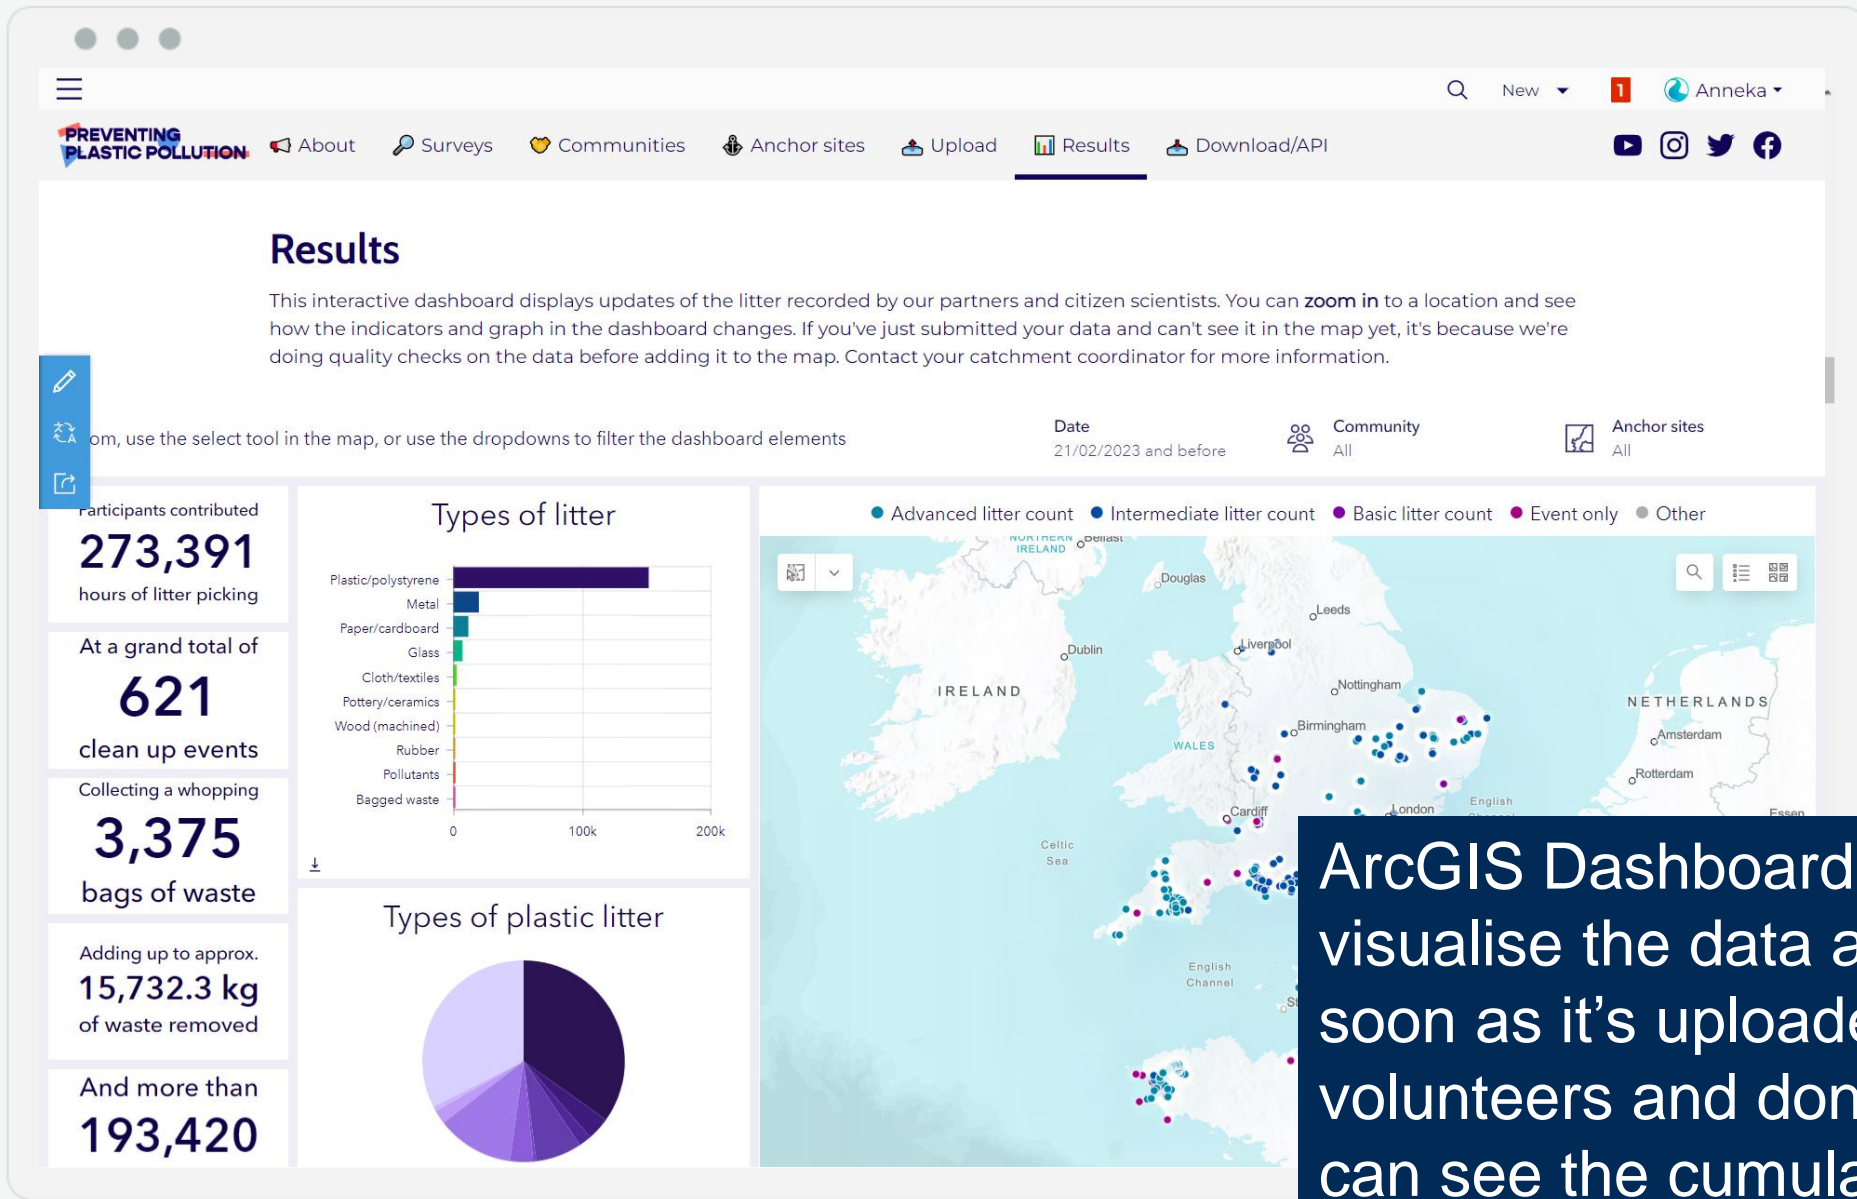 New
1
Anneka
PREVENTING
PLASTIC POLLUTION
About
Surveys
Communities
Anchor sites
Upload
Results
Download/API
Results
This interactive dashboard displays updates of the litter recorded by our partners and citizen scientists. You can zoom in to a location and see
how the indicators and graph in the dashboard changes. If you've just submitted your data and can't see it in the map yet, it's because we're
doing quality checks on the data before adding it to the map. Contact your catchment coordinator for more information.
om, use the select tool in the map, or use the dropdowns to filter the dashboard elements
Date
21/02/2023 and before
Community
All
Anchor sites
All
Participants contributed
273,391
hours of litter picking
At a grand total of
621
clean up events
Collecting a whopping
3,375
bags of waste
Adding up to approx.
15,732.3 kg
of waste removed
And more than
193,420
Types of litter
Plastic/polystyrene
Metal
Paper/cardboard
Glass
Cloth/textiles
Pottery/ceramics
Wood (machined)
Rubber
Pollutants
Bagged waste
0
100k
200k
Types of plastic litter
Advanced litter count
Intermediate litter count
Basic litter count
Event only
Other
NORTHERN
IRELAND
Belfast
Douglas
Leeds
Dublin
Liverpool
IRELAND
Nottingham
NETHERLANDS
Birmingham
Amsterdam
WALES
Rotterdam
Cardiff
London
English
Essen
Celtic
Sea
English
Channel
St
ArcGIS Dashboard
visualise the data a
soon as it's uploade
volunteers and don
can see the cumula